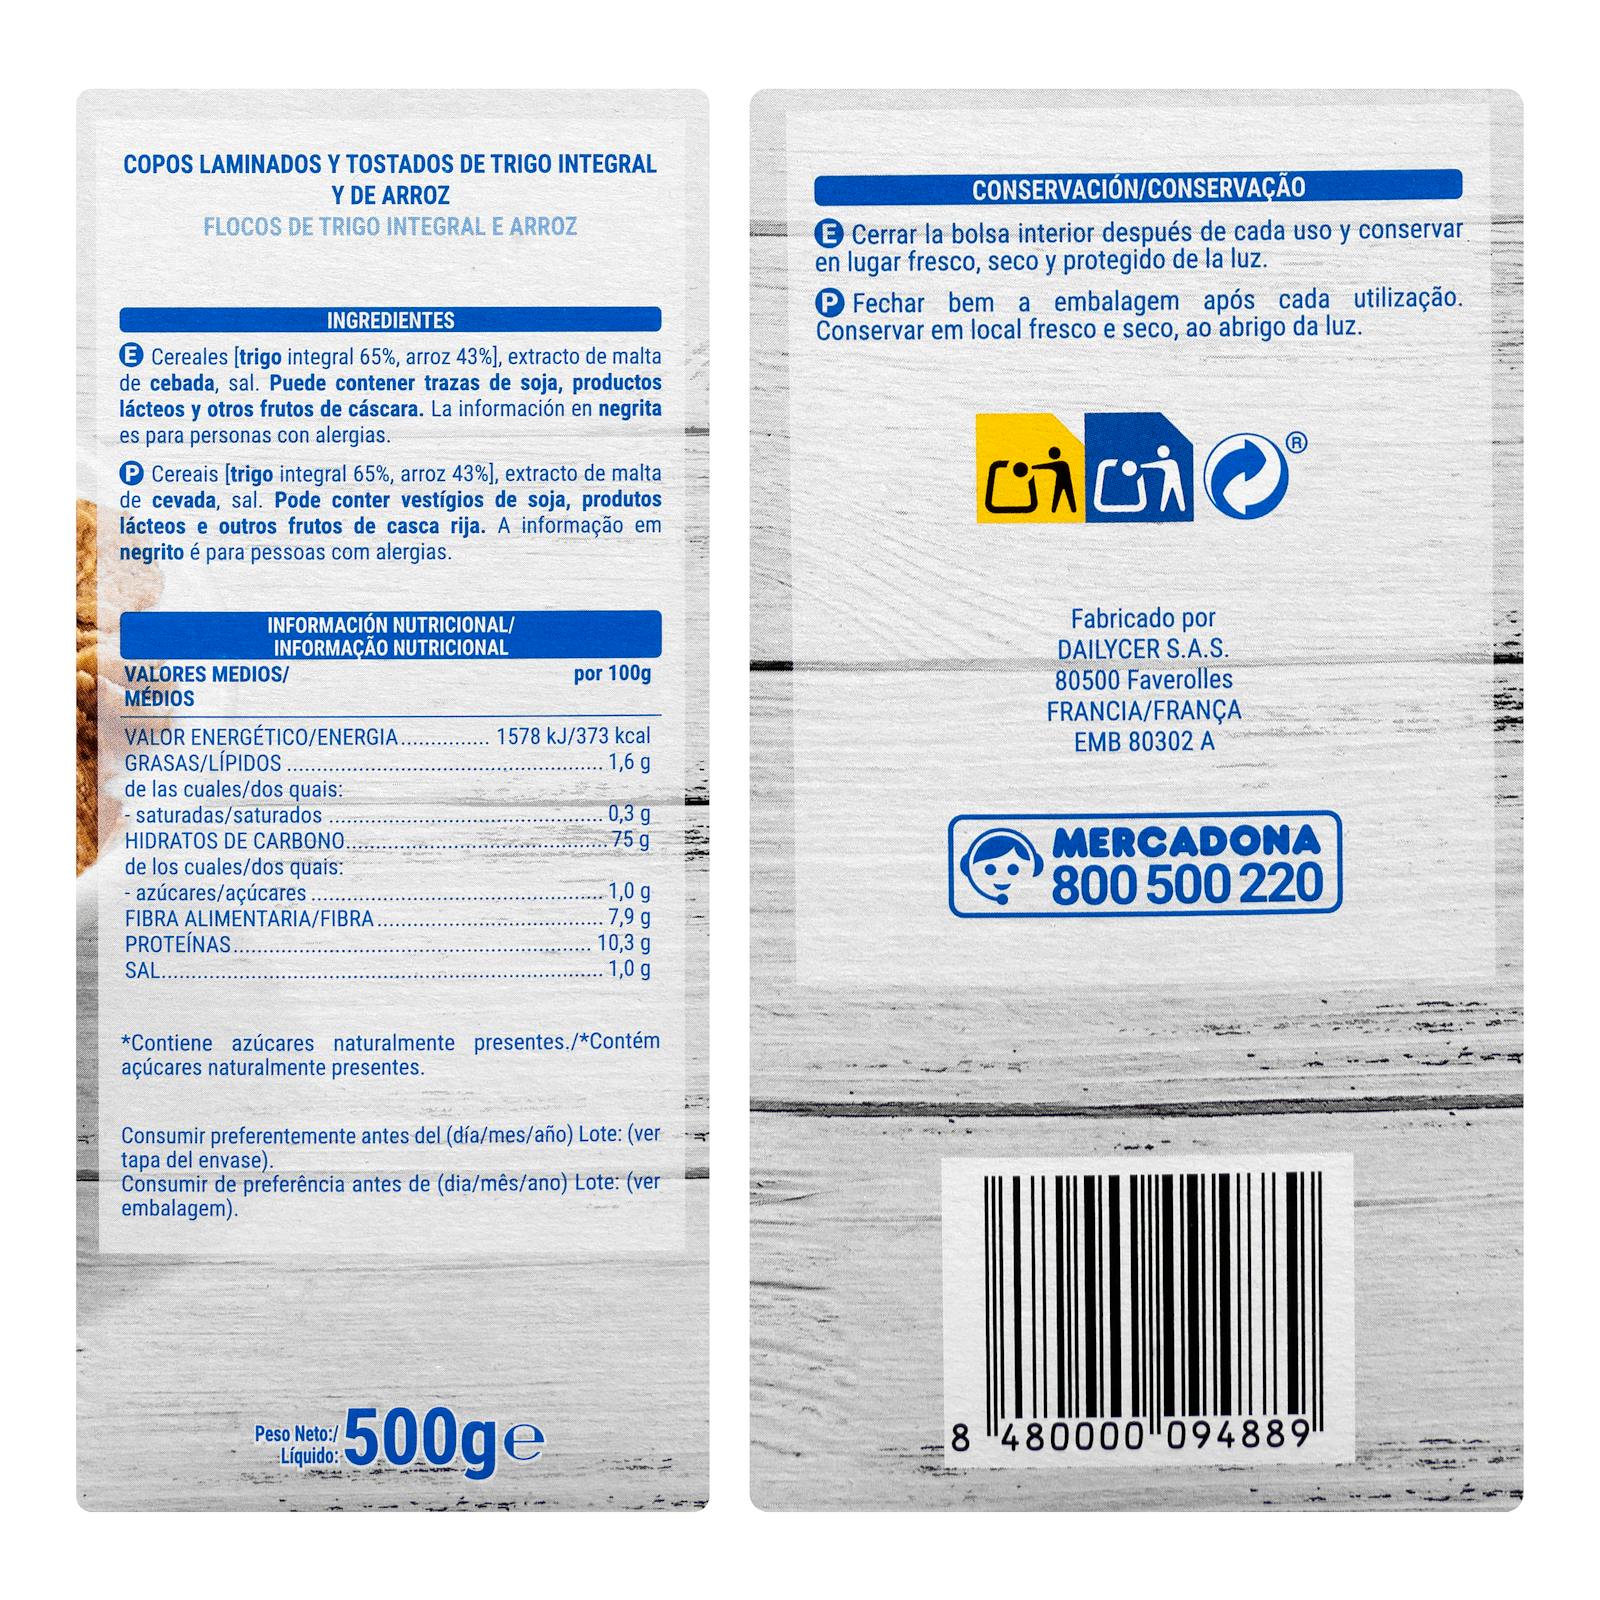 COPOS LAMINADOS Y TOSTADOS DE TRIGO INTEGRAL
Y DE ARROZ
FLOCOS DE TRIGO INTEGRAL E ARROZ
INGREDIENTES
E Cereales [trigo integral 65%, arroz 43%], extracto de malta
de cebada, sal. Puede contener trazas de soja, productos
lácteos y otros frutos de cáscara. La información en negrita
es para personas con alergias.
P Cereais [trigo integral 65%, arroz 43%], extracto de malta
de cevada, sal. Pode conter vestígios de soja, produtos
lácteos e outros frutos de casca rija. A informação em
negrito é para pessoas com alergias.
INFORMACIÓN NUTRICIONAL/
INFORMAÇÃO NUTRICIONAL
VALORES MEDIOS/ por 100g
MÉDIOS
VALOR ENERGÉTICO/ENERGIA............... 1578 kJ/373 kcal
GRASAS/LÍPIDOS ..................................................... 1,6 g
de las cuales/dos quais:
- saturadas/saturados .............................................. 0,3 g
HIDRATOS DE CARBONO............................................ 75 g
de los cuales/dos quais:
- azúcares/açúcares ................................................. 1,0 g
FIBRA ALIMENTARIA/FIBRA...................................... 7,9 g
PROTEÍNAS............................................................ 10,3 g
SAL......................................................................... 1,0 g
*Contiene azúcares naturalmente presentes./*Contém
açúcares naturalmente presentes.
Consumir preferentemente antes del (día/mes/año) Lote: (ver
tapa del envase).
Consumir de preferência antes de (dia/mês/ano) Lote: (ver
embalagem).
Peso Neto:/
Líquido: 500g e
CONSERVACIÓN/CONSERVAÇÃO
E Cerrar la bolsa interior después de cada uso y conservar
en lugar fresco, seco y protegido de la luz.
P Fechar bem a embalagem após cada utilização.
Conservar em local fresco e seco, ao abrigo da luz.
®
Fabricado por
DAILYCER S.A.S.
80500 Faverolles
FRANCIA/FRANÇA
EMB 80302 A
MERCADONA
800 500 220
8 480000 094889